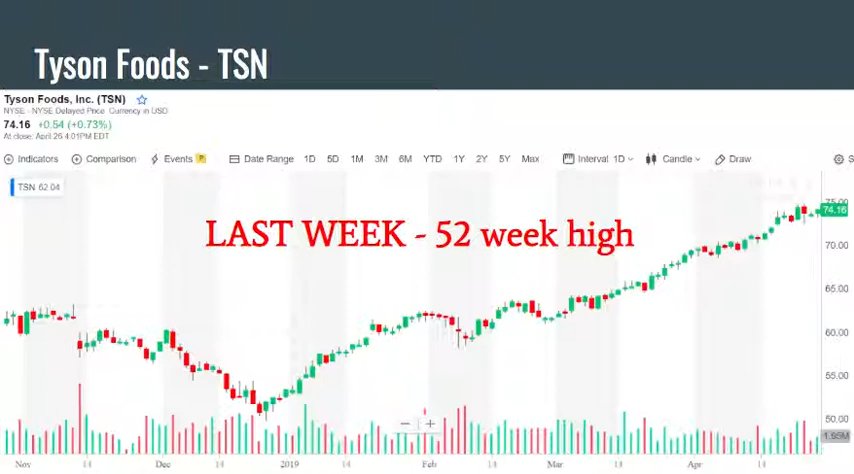 Tyson Foods - TSN
Tyson Foods, Inc. (TSN)
NYSE - NYSE Delayed Price. Currency in USD
74.16 +0.54 (+0.73%)
At close: April 26 4:01PM EDT
Indicators Comparison Events Date Range 1D 5D 1M 3M 6M YTD 1Y 2Y 5Y Max Interval 1D Candle Draw S
TSN 62.04
LAST WEEK - 52 week high
75.00
74.16
70.00
65.00
60.00
55.00
50.00
1.95M
Nov 14 Dec 14 2019 14 Feb 14 Mar 14 Apr 14